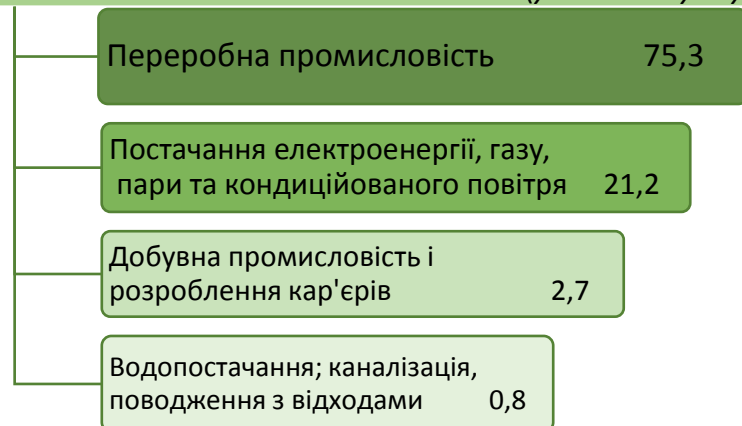 Переробна промисловість 75,3
Постачання електроенергії, газу,
пари та кондиційованого повітря 21,2
Добувна промисловість і
розроблення кар'єрів 2,7
Водопостачання; каналізація,
поводження з відходами 0,8